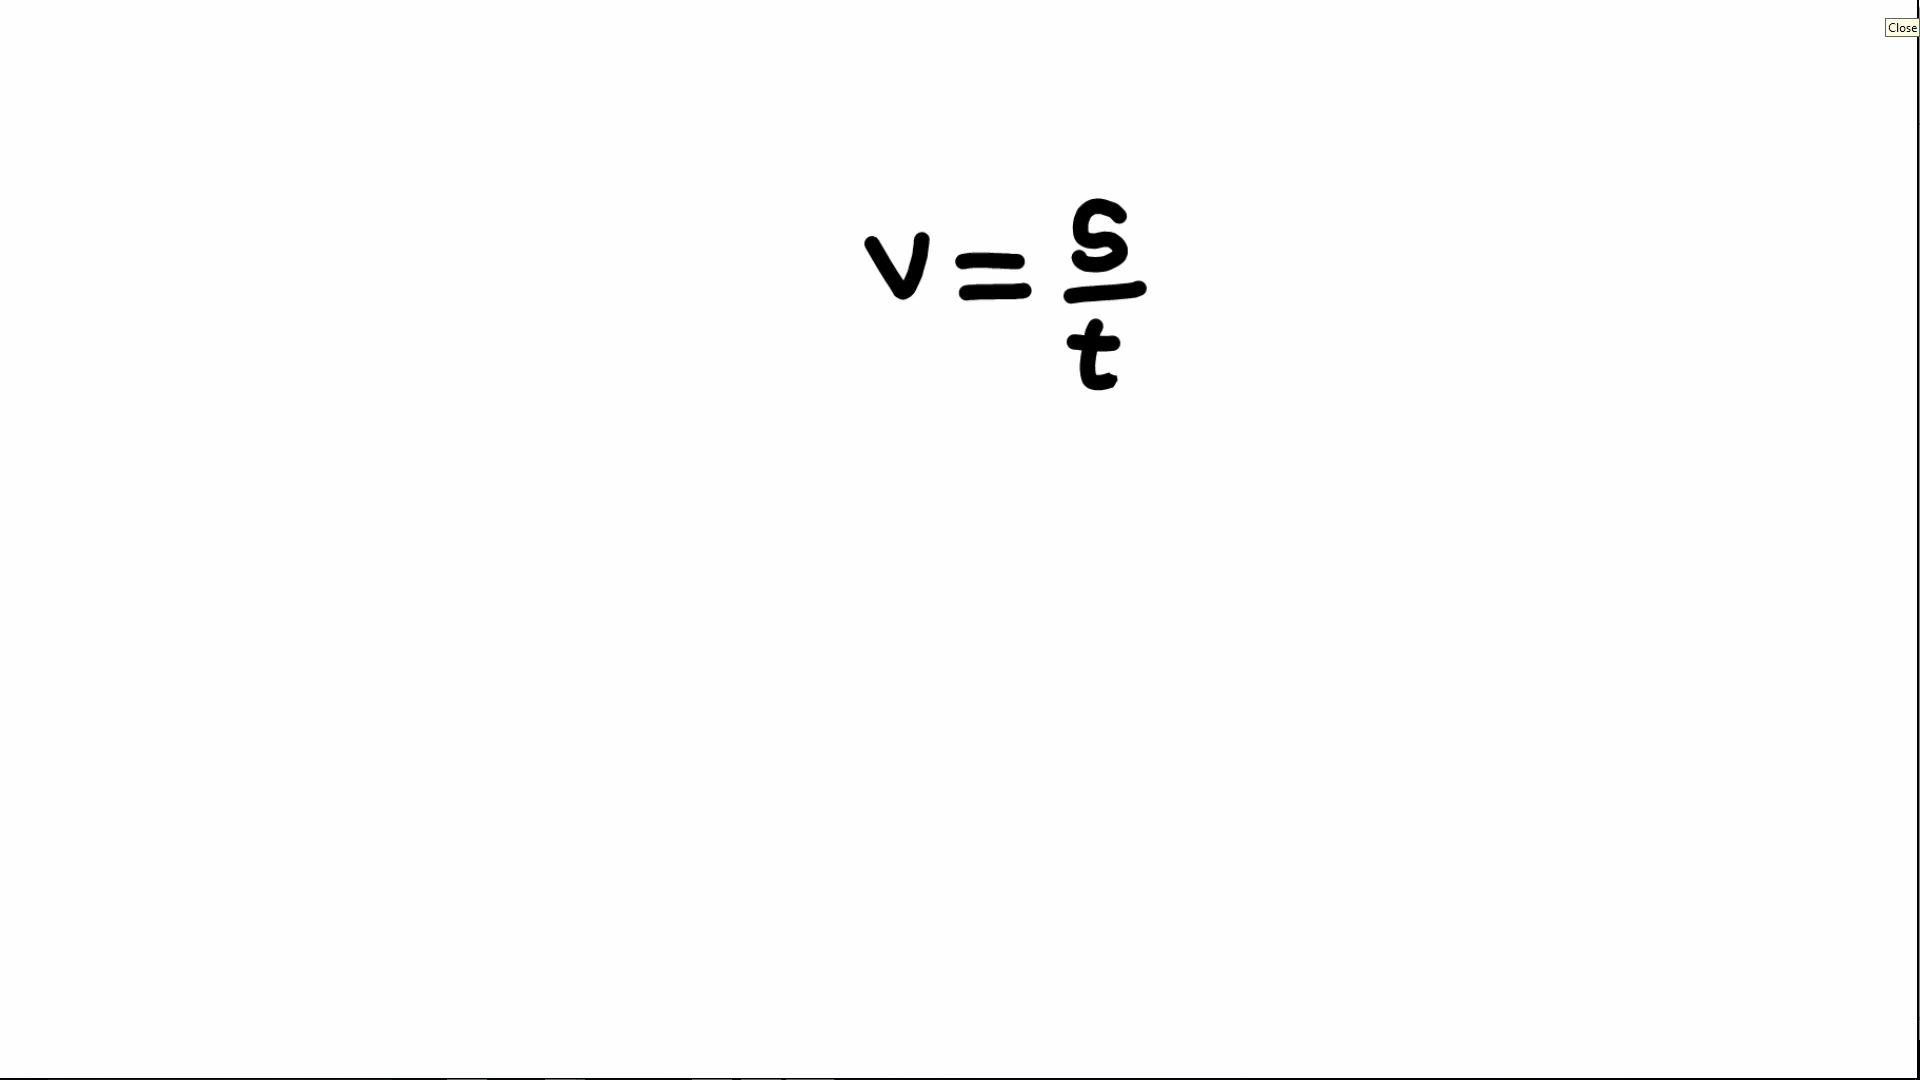 Close
v = s/t